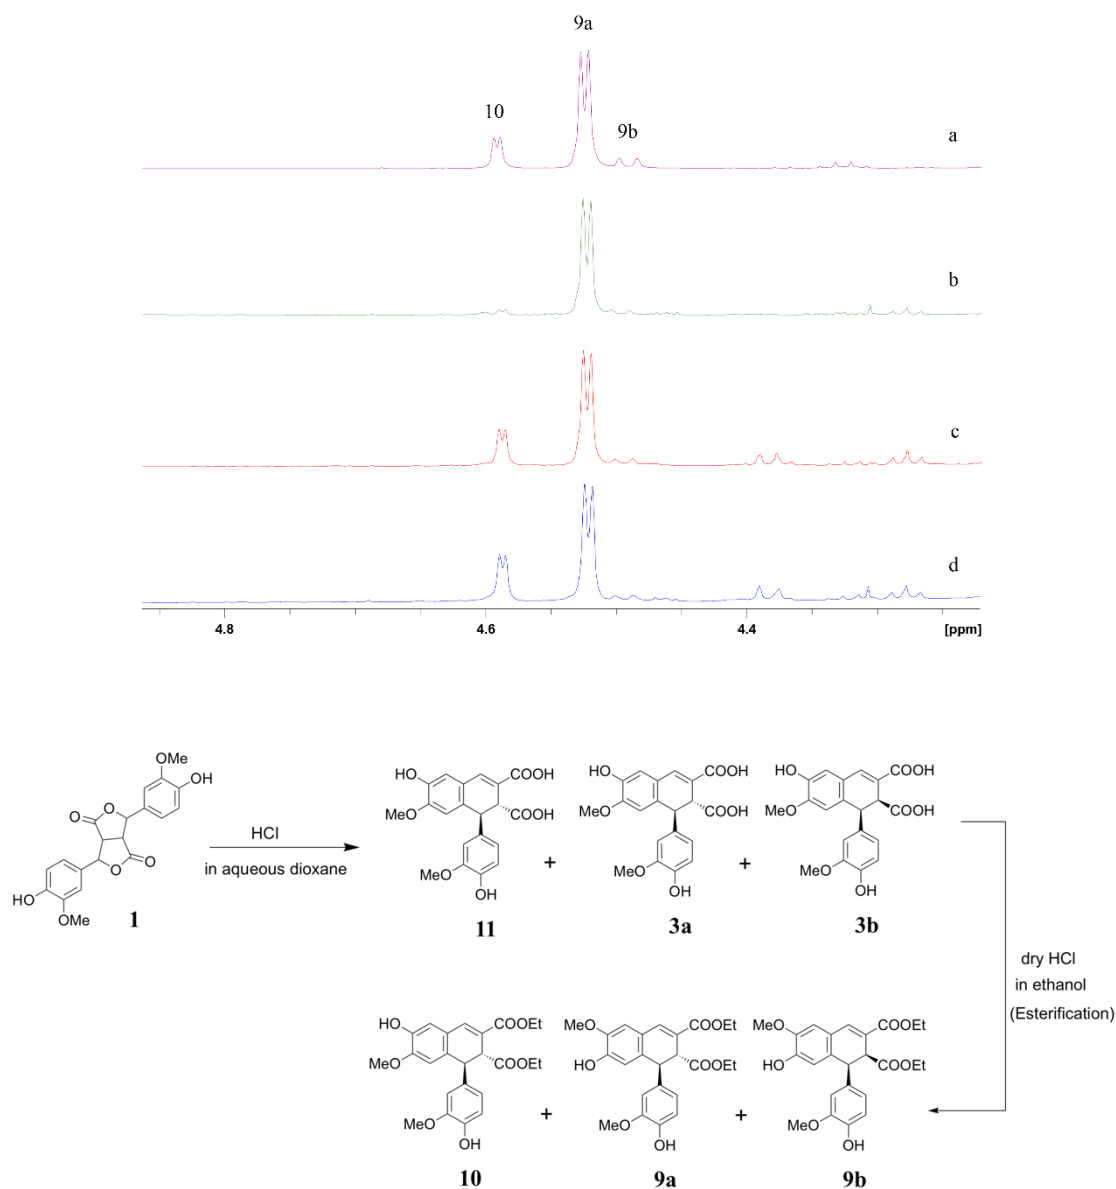 9a
10
9b
a
b
c
d
4.8
4.6
4.4
[ppm]
OMe
OH
O
O
O
O
HO
OMe
1
HCl
in aqueous dioxane
HO
COOH
MeO
COOH
MeO
OH
11
+
HO
COOH
MeO
COOH
MeO
OH
3a
+
HO
COOH
MeO
COOH
MeO
OH
3b
dry HCl
in ethanol
(Esterification)
HO
COOEt
MeO
COOEt
MeO
OH
10
+
MeO
COOEt
HO
COOEt
MeO
OH
9a
+
MeO
COOEt
HO
COOEt
MeO
OH
9b